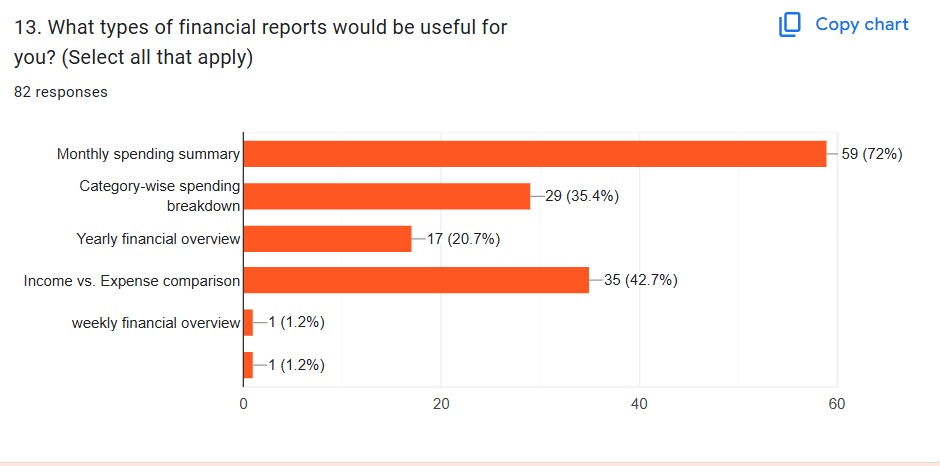 13. What types of financial reports would be useful for
you? (Select all that apply)
Copy chart
82 responses
Monthly spending summary
59 (72%)
Category-wise spending
breakdown
29 (35.4%)
Yearly financial overview
17 (20.7%)
Income vs. Expense comparison
35 (42.7%)
weekly financial overview
1 (1.2%)
1 (1.2%)
0
20
40
60